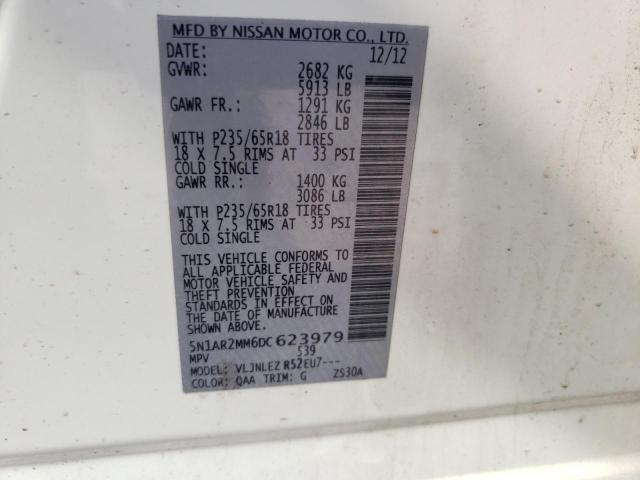 MFD BY NISSAN MOTOR CO., LTD.
DATE: 12/12
GVWR: 2682 KG
5913 LB
GAWR FR.: 1291 KG
2846 LB
WITH P235/65R18 TIRES
18 X 7.5 RIMS AT 33 PSI
COLD SINGLE
GAWR RR.: 1400 KG
3086 LB
WITH P235/65R18 TIRES
18 X 7.5 RIMS AT 33 PSI
COLD SINGLE
THIS VEHICLE CONFORMS TO
ALL APPLICABLE FEDERAL
MOTOR VEHICLE SAFETY AND
THEFT PREVENTION
STANDARDS IN EFFECT ON
THE DATE OF MANUFACTURE
SHOWN ABOVE.
5N1AR2MM6DC623979
MPV 539
MODEL: VLJNLEZ R52EU7---
COLOR: QAA TRIM: G ZS30A